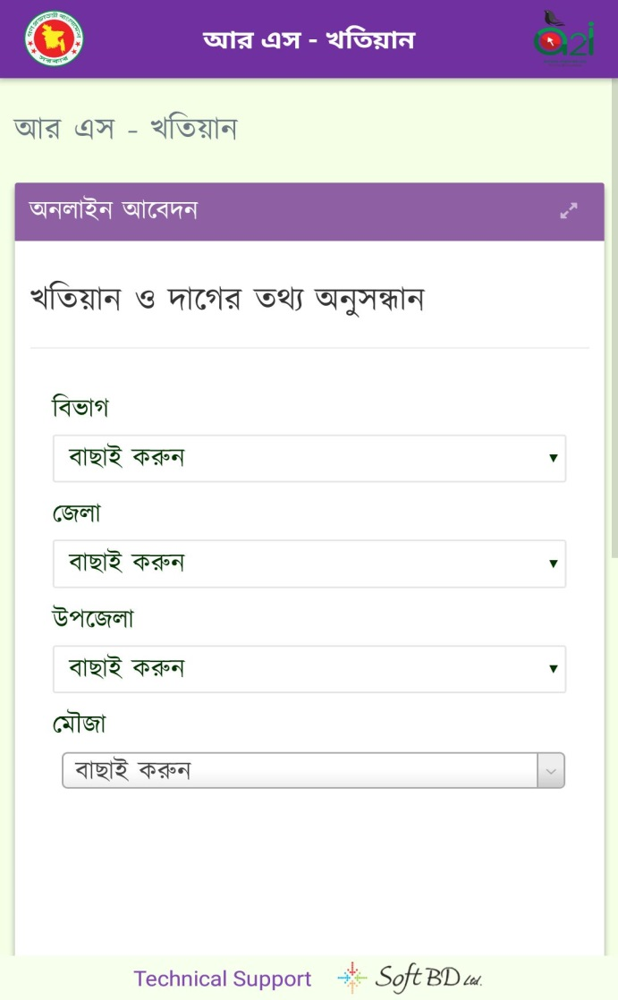 আর এস - খতিয়ান
a2i
আর এস - খতিয়ান
অনলাইন আবেদন
খতিয়ান ও দাগের তথ্য অনুসন্ধান
বিভাগ
বাছাই করুন
জেলা
বাছাই করুন
উপজেলা
বাছাই করুন
মৌজা
বাছাই করুন
Technical Support
Soft BD Ltd.